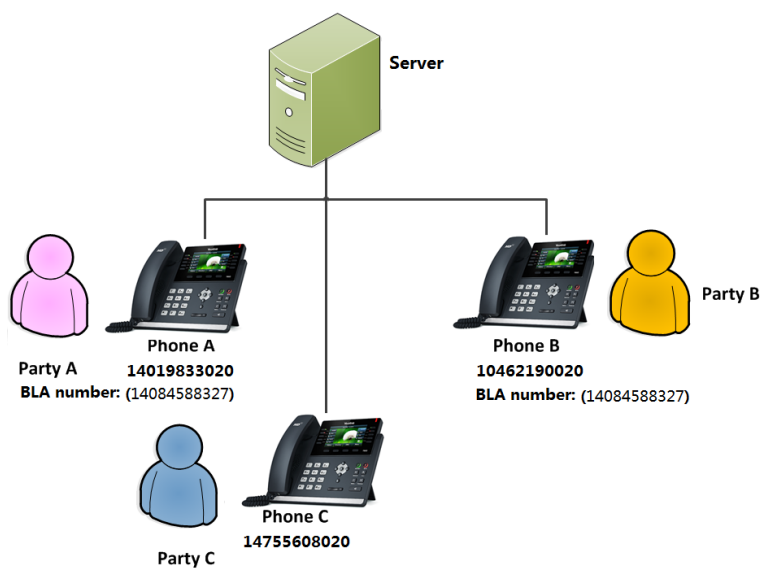 Server
Party B
Phone A
Phone B
Party A
14019833020
10462190020
BLA number: (14084588327)
BLA number: (14084588327)
Phone C
14755608020
Party C